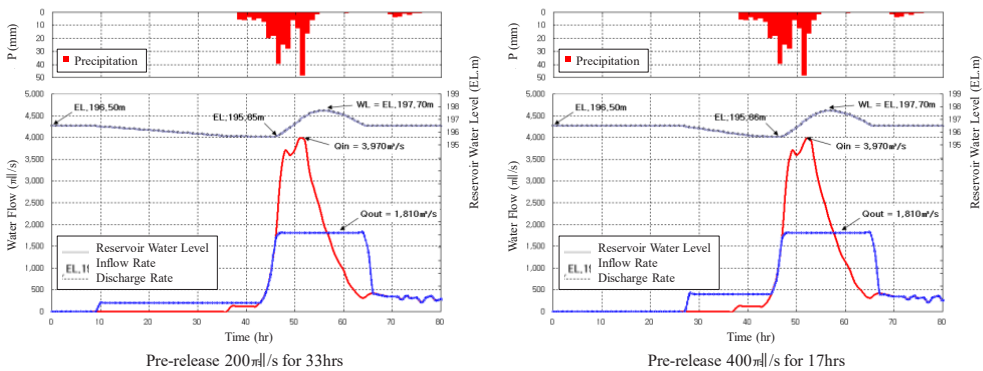 0
10
20
30
40
50
P (mm)
Precipitation
5,000
4,500
4,000
3,500
3,000
2,500
2,000
1,500
1,000
500
0
Water Flow (㎥/s)
199
198
197
196
195
Reservoir Water Level (EL.m)
EL,196,50m
EL,195,65m
WL = EL,197,70m
Qin = 3,970㎥/s
Qout = 1,810㎥/s
Reservoir Water Level
Inflow Rate
Discharge Rate
0 10 20 30 40 50 60 70 80
Time (hr)
Pre-release 200㎥/s for 33hrs
0
10
20
30
40
50
P (mm)
Precipitation
5,000
4,500
4,000
3,500
3,000
2,500
2,000
1,500
1,000
500
0
Water Flow (㎥/s)
199
198
197
196
195
Reservoir Water Level (EL.m)
EL,196,50m
EL,195,66m
WL = EL,197,70m
Qin = 3,970㎥/s
Qout = 1,810㎥/s
Reservoir Water Level
Inflow Rate
Discharge Rate
0 10 20 30 40 50 60 70 80
Time (hr)
Pre-release 400㎥/s for 17hrs